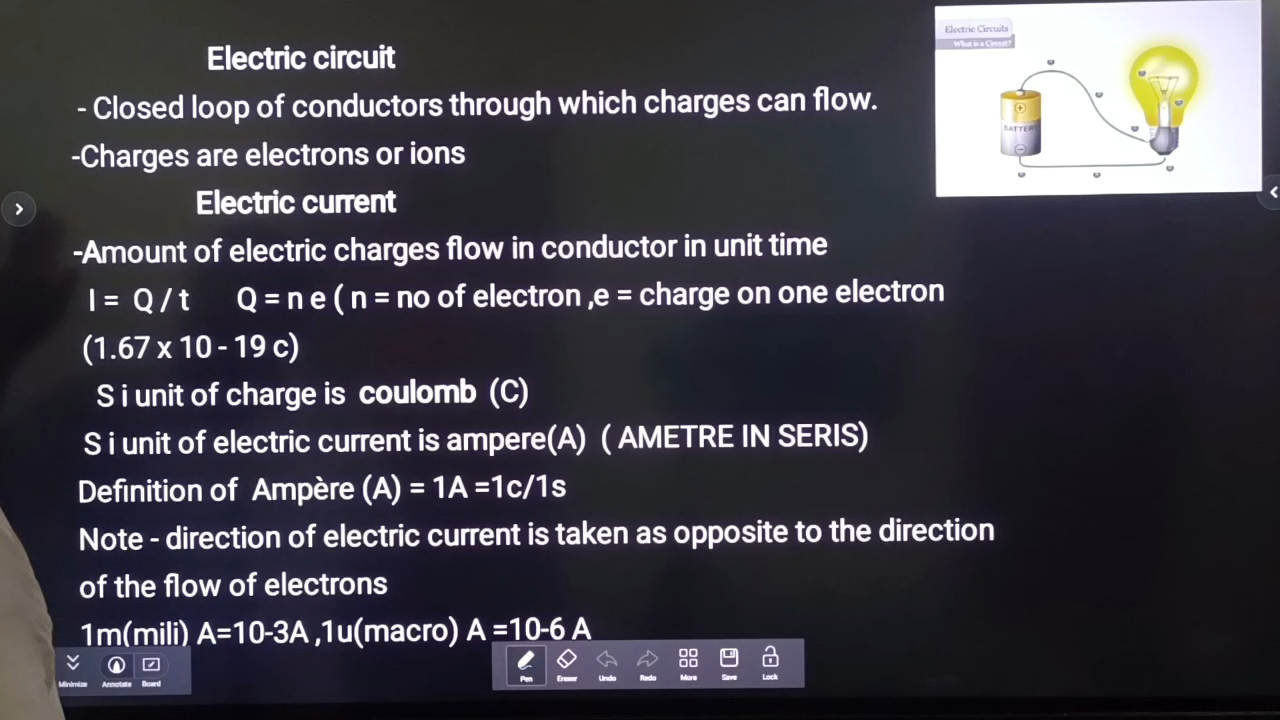 Electric circuit
- Closed loop of conductors through which charges can flow.
-Charges are electrons or ions
Electric current
-Amount of electric charges flow in conductor in unit time
I = Q / t Q = n e ( n = no of electron ,e = charge on one electron
(1.67 x 10 - 19 c)
S i unit of charge is coulomb (C)
S i unit of electric current is ampere(A) ( AMETRE IN SERIS)
Definition of Ampère (A) = 1A =1c/1s
Note - direction of electric current is taken as opposite to the direction
of the flow of electrons
1m(mili) A=10-3A ,1u(macro) A =10-6 A
Electric Circuits
What is a Circuit?
BATTERY
Minimize Annotate Board
Pen Eraser Undo Redo More Save Lock